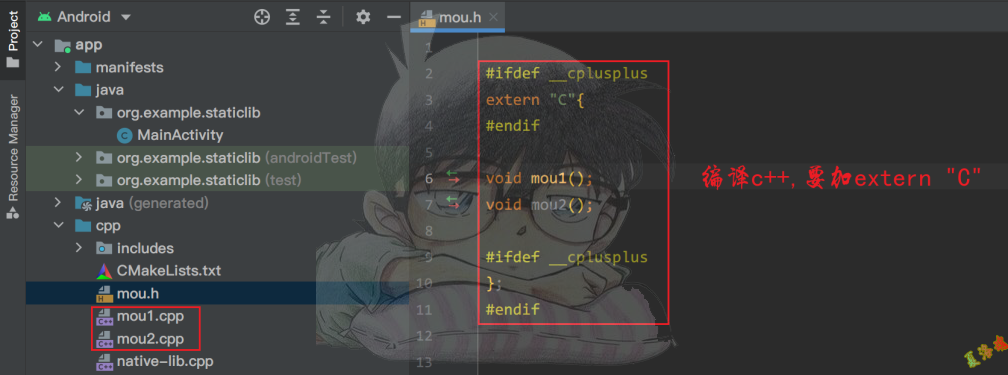 Project
Resource Manager
Android
app
manifests
java
org.example.staticlib
MainActivity
org.example.staticlib (androidTest)
org.example.staticlib (test)
java (generated)
cpp
includes
CMakeLists.txt
mou.h
mou1.cpp
mou2.cpp
native-lib.cpp
mou.h
1
2 #ifdef __cplusplus
3 extern "C"{
4 #endif
5
6 void mou1();
7 void mou2();
8
9 #ifdef __cplusplus
10 };
11 #endif
12
13
编译c++,要加extern "C"